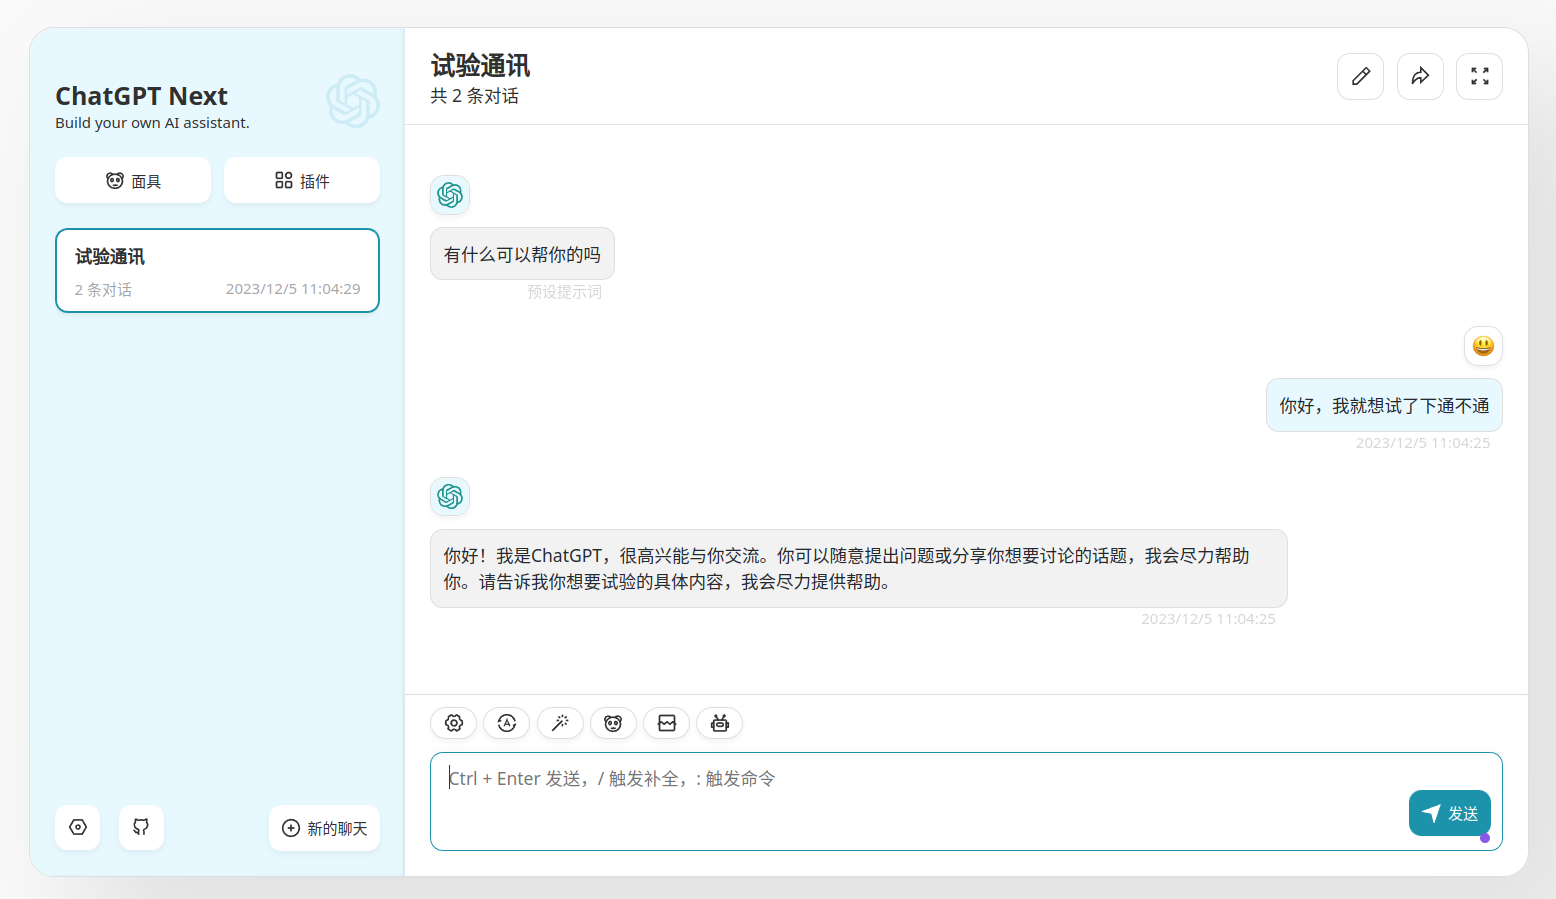 ChatGPT Next
Build your own AI assistant.
面具
插件
试验通讯
2 条对话
2023/12/5 11:04:29
新的聊天
试验通讯
共 2 条对话
有什么可以帮你的吗
预设提示词
你好，我就想试了下通不通
2023/12/5 11:04:25
你好！我是ChatGPT，很高兴能与你交流。你可以随意提出问题或分享你想要讨论的话题，我会尽力帮助
你。请告诉我你想要试验的具体内容，我会尽力提供帮助。
2023/12/5 11:04:25
Ctrl + Enter 发送，/ 触发补全，: 触发命令
发送